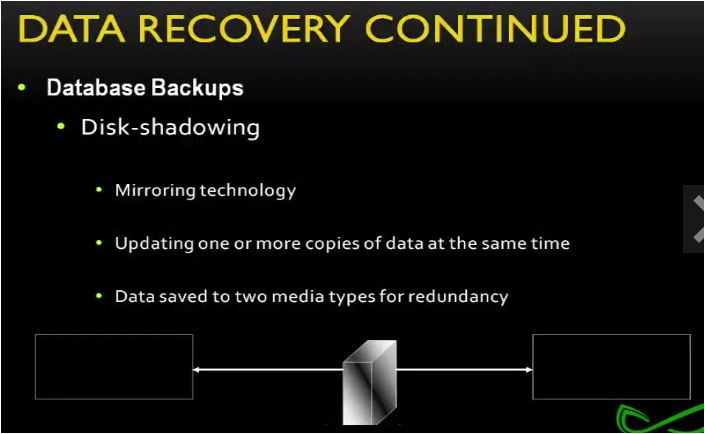 DATA RECOVERY CONTINUED
Database Backups
Disk-shadowing
Mirroring technology
Updating one or more copies of data at the same time
Data saved to two media types for redundancy